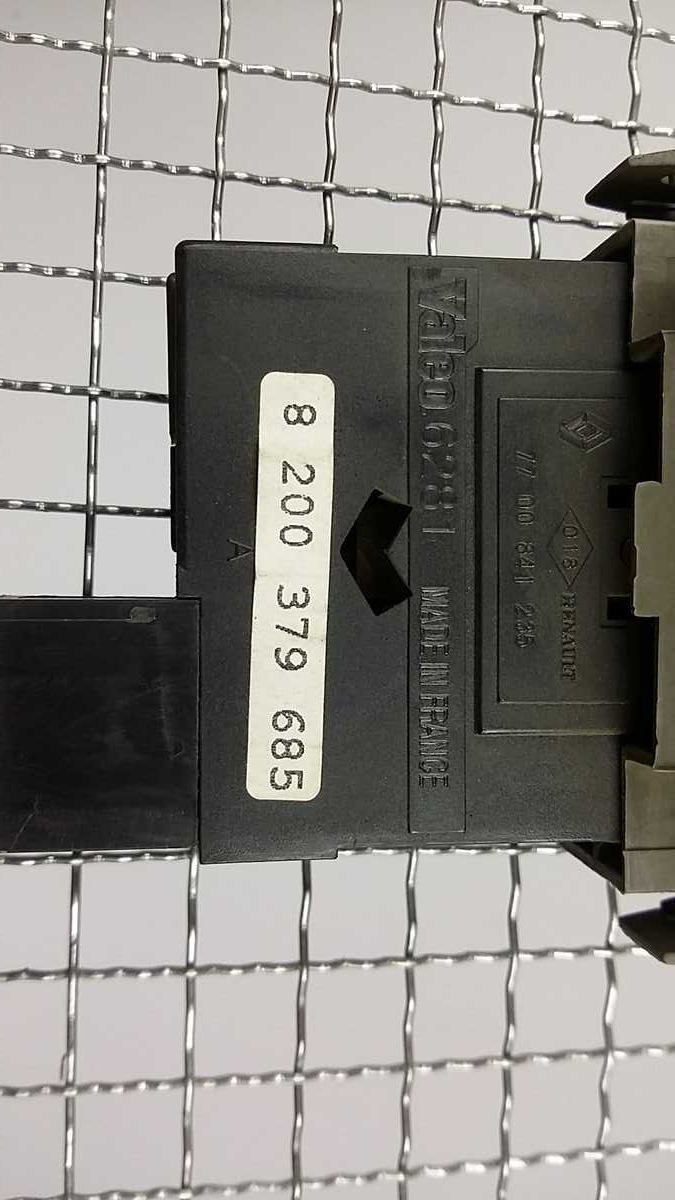 018 RENAULT
77 00 841 235
Valeo 6281 MADE IN FRANCE
8 200 379 685
A